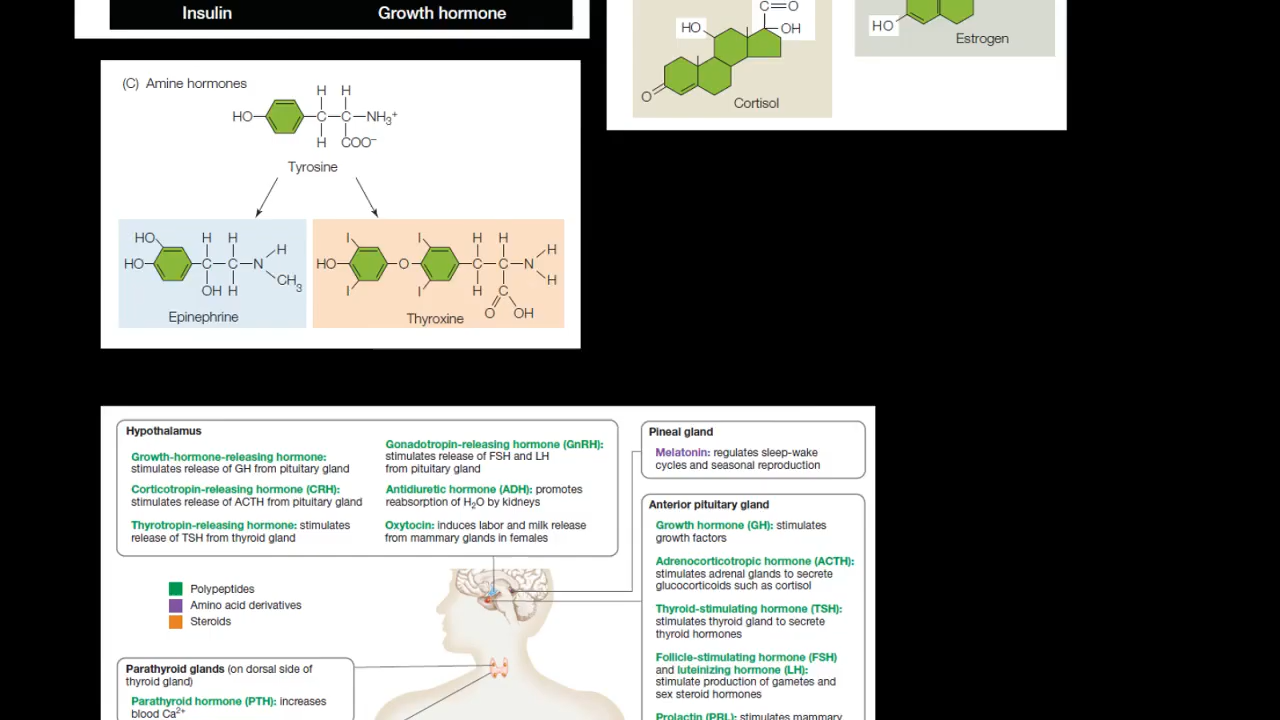 Insulin
Growth hormone
C=O
HO
OH
O
Cortisol
HO
Estrogen
(C) Amine hormones
H H
HO C C NH3+
H COO−
Tyrosine
HO H H H
HO C C N
OH H CH3
Epinephrine
I I H H H
HO O C C N
I I H C H
O OH
Thyroxine
Hypothalamus
Growth-hormone-releasing hormone:
stimulates release of GH from pituitary gland
Corticotropin-releasing hormone (CRH):
stimulates release of ACTH from pituitary gland
Thyrotropin-releasing hormone: stimulates
release of TSH from thyroid gland
Gonadotropin-releasing hormone (GnRH):
stimulates release of FSH and LH
from pituitary gland
Antidiuretic hormone (ADH): promotes
reabsorption of H2O by kidneys
Oxytocin: induces labor and milk release
from mammary glands in females
Pineal gland
Melatonin: regulates sleep-wake
cycles and seasonal reproduction
Anterior pituitary gland
Growth hormone (GH): stimulates
growth factors
Adrenocorticotropic hormone (ACTH):
stimulates adrenal glands to secrete
glucocorticoids such as cortisol
Thyroid-stimulating hormone (TSH):
stimulates thyroid gland to secrete
thyroid hormones
Follicle-stimulating hormone (FSH)
and luteinizing hormone (LH):
stimulate production of gametes and
sex steroid hormones
Prolactin (PRL): stimulates mammary
Polypeptides
Amino acid derivatives
Steroids
Parathyroid glands (on dorsal side of
thyroid gland)
Parathyroid hormone (PTH): increases
blood Ca2+